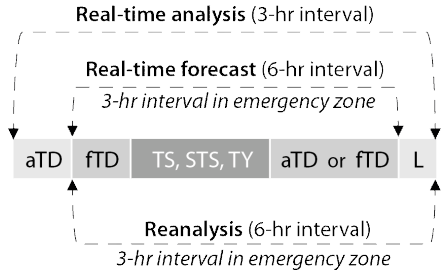 Real-time analysis (3-hr interval)
Real-time forecast (6-hr interval)
3-hr interval in emergency zone
aTD fTD TS, STS, TY aTD or fTD L
Reanalysis (6-hr interval)
3-hr interval in emergency zone